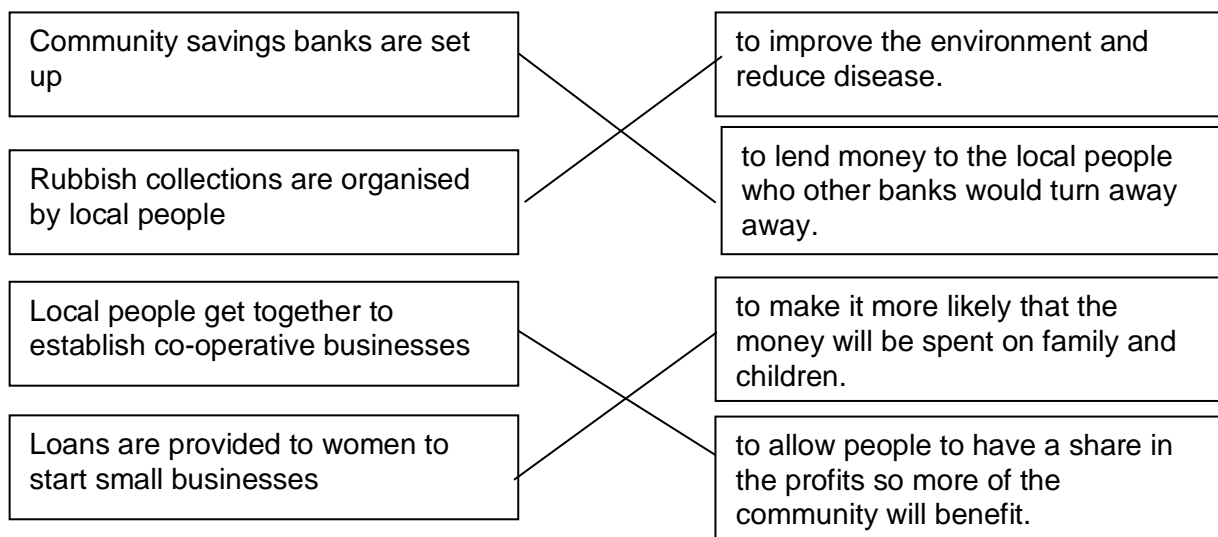 Community savings banks are set
up
to improve the environment and
reduce disease.
Rubbish collections are organised
by local people
to lend money to the local people
who other banks would turn away
away.
Local people get together to
establish co-operative businesses
to make it more likely that the
money will be spent on family and
children.
Loans are provided to women to
start small businesses
to allow people to have a share in
the profits so more of the
community will benefit.